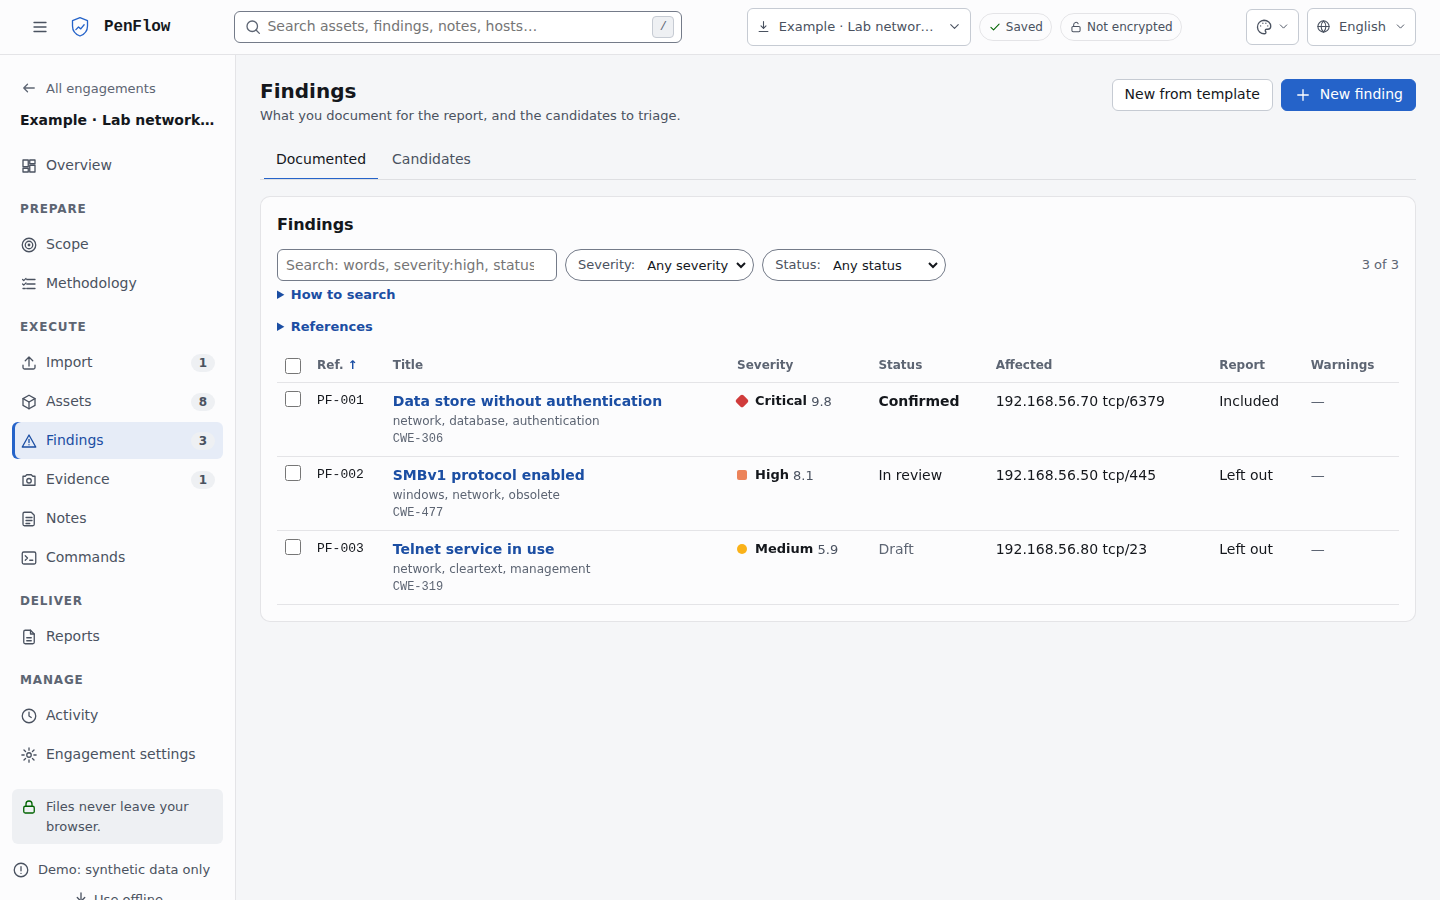 PenFlow
Search assets, findings, notes, hosts…
/
Example · Lab networ…
Saved
Not encrypted
English
All engagements
Example · Lab network…
Overview
PREPARE
Scope
Methodology
EXECUTE
Import 1
Assets 8
Findings 3
Evidence 1
Notes
Commands
DELIVER
Reports
MANAGE
Activity
Engagement settings
Files never leave your
browser.
Demo: synthetic data only
Use offline
Findings
What you document for the report, and the candidates to triage.
New from template
New finding
Documented
Candidates
Findings
Search: words, severity:high, status
Severity: Any severity
Status: Any status
3 of 3
How to search
References
Ref. ↑ Title Severity Status Affected Report Warnings
PF-001 Data store without authentication Critical 9.8 Confirmed 192.168.56.70 tcp/6379 Included —
network, database, authentication
CWE-306
PF-002 SMBv1 protocol enabled High 8.1 In review 192.168.56.50 tcp/445 Left out —
windows, network, obsolete
CWE-477
PF-003 Telnet service in use Medium 5.9 Draft 192.168.56.80 tcp/23 Left out —
network, cleartext, management
CWE-319